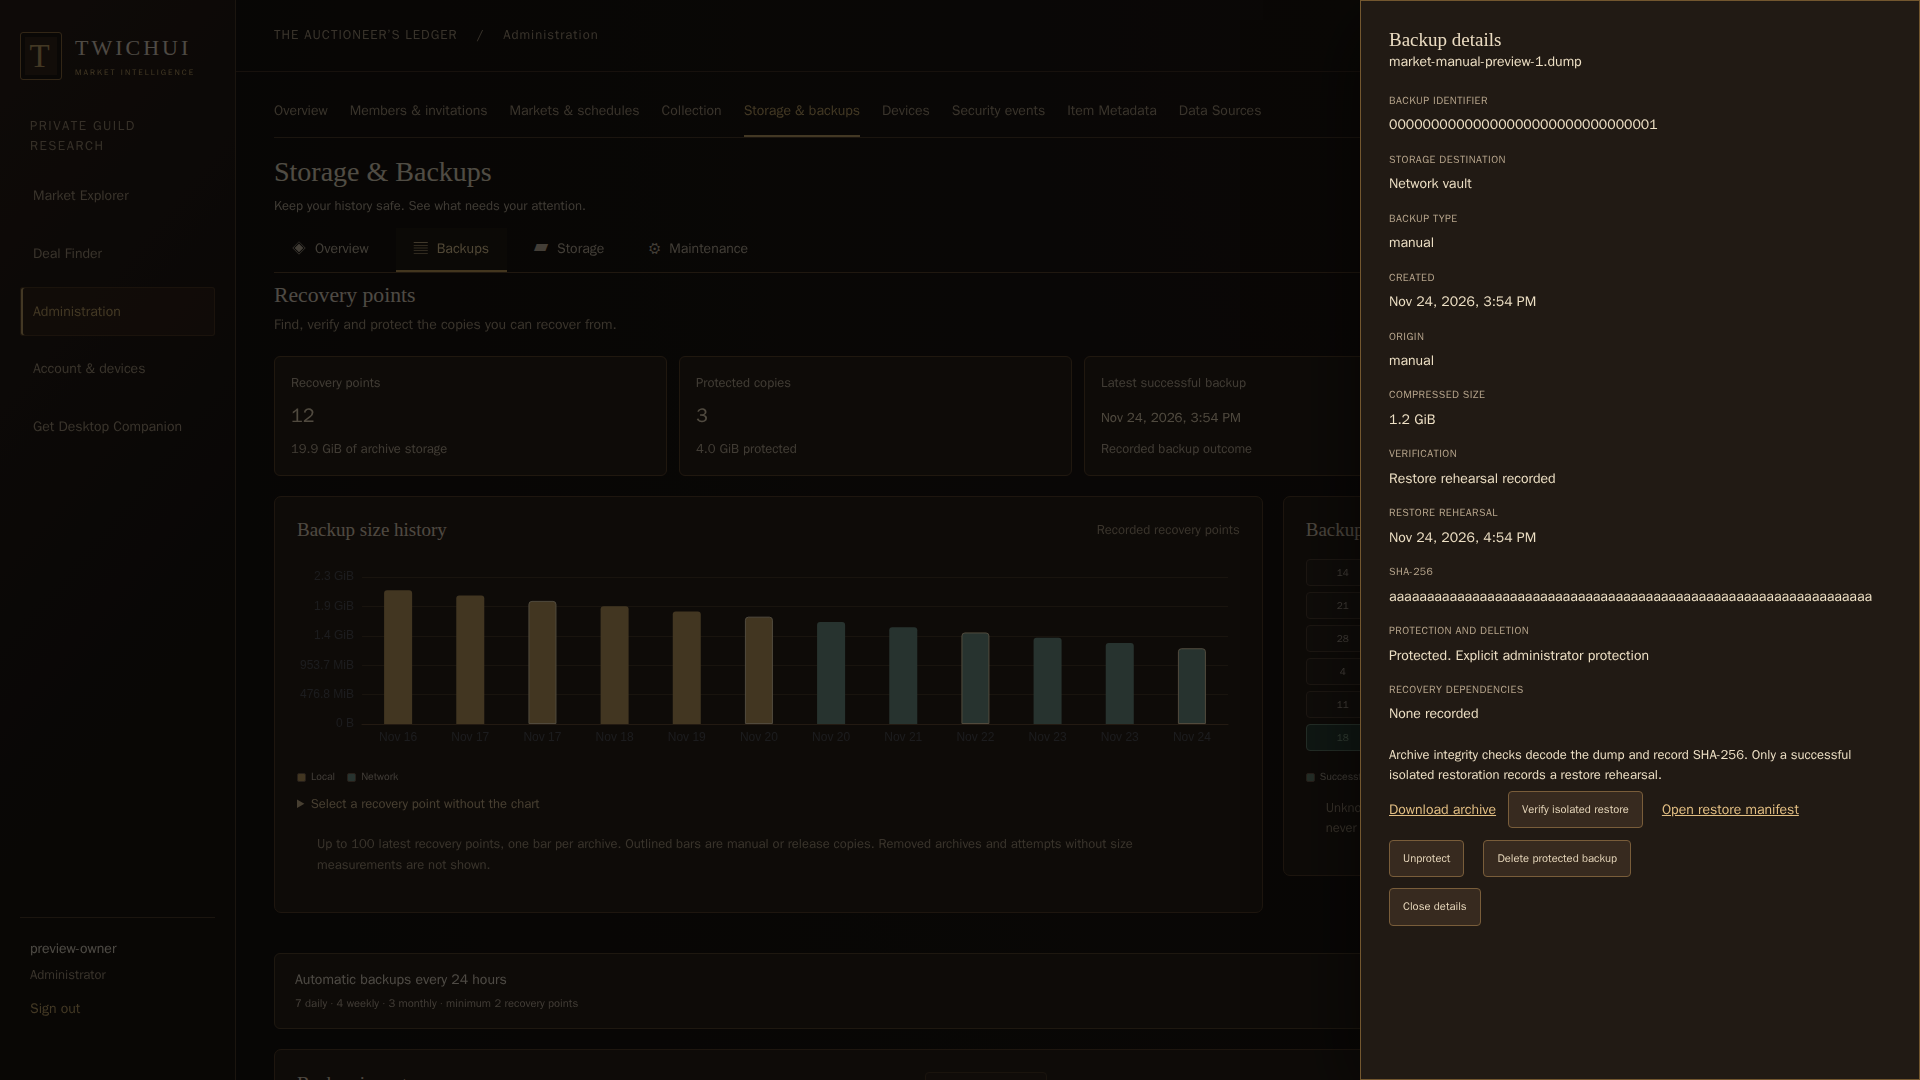 T
TWICHUI
MARKET INTELLIGENCE
PRIVATE GUILD
RESEARCH
Market Explorer
Deal Finder
Administration
Account & devices
Get Desktop Companion
preview-owner
Administrator
Sign out
THE AUCTIONEER'S LEDGER / Administration
Overview Members & invitations Markets & schedules Collection Storage & backups Devices Security events Item Metadata Data Sources
Storage & Backups
Keep your history safe. See what needs your attention.
Overview Backups Storage Maintenance
Recovery points
Find, verify and protect the copies you can recover from.
Recovery points
12
19.9 GiB of archive storage
Protected copies
3
4.0 GiB protected
Latest successful backup
Nov 24, 2026, 3:54 PM
Recorded backup outcome
Backup size history
Recorded recovery points
2.3 GiB
1.9 GiB
1.4 GiB
953.7 MiB
476.8 MiB
0 B
Nov 16 Nov 17 Nov 17 Nov 18 Nov 19 Nov 20 Nov 20 Nov 21 Nov 22 Nov 23 Nov 23 Nov 24
Local Network
Select a recovery point without the chart
Up to 100 latest recovery points, one bar per archive. Outlined bars are manual or release copies. Removed archives and attempts without size
measurements are not shown.
Backup
14
21
28
4
11
18
never
Automatic backups every 24 hours
7 daily · 4 weekly · 3 monthly · minimum 2 recovery points
Backup details
market-manual-preview-1.dump
BACKUP IDENTIFIER
00000000000000000000000000000001
STORAGE DESTINATION
Network vault
BACKUP TYPE
manual
CREATED
Nov 24, 2026, 3:54 PM
ORIGIN
manual
COMPRESSED SIZE
1.2 GiB
VERIFICATION
Restore rehearsal recorded
RESTORE REHEARSAL
Nov 24, 2026, 4:54 PM
SHA-256
aaaaaaaaaaaaaaaaaaaaaaaaaaaaaaaaaaaaaaaaaaaaaaaaaaaaaaaaaaaaaaaa
PROTECTION AND DELETION
Protected. Explicit administrator protection
RECOVERY DEPENDENCIES
None recorded
Archive integrity checks decode the dump and record SHA-256. Only a successful
isolated restoration records a restore rehearsal.
Download archive Verify isolated restore Open restore manifest
Unprotect Delete protected backup
Close details